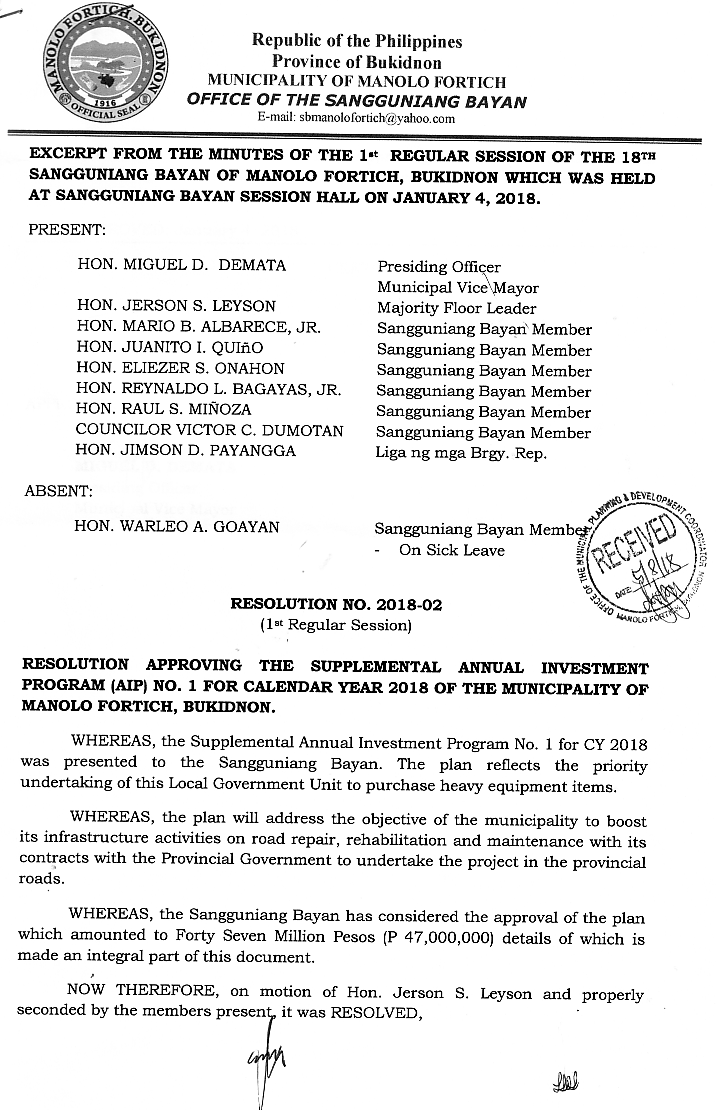 MANOLO FORTICH, BUKIDNON
1916
OFFICIAL SEAL
Republic of the Philippines
Province of Bukidnon
MUNICIPALITY OF MANOLO FORTICH
OFFICE OF THE SANGGUNIANG BAYAN
E-mail: sbmanolofortich@yahoo.com
EXCERPT FROM THE MINUTES OF THE 1st REGULAR SESSION OF THE 18TH
SANGGUNIANG BAYAN OF MANOLO FORTICH, BUKIDNON WHICH WAS HELD
AT SANGGUNIANG BAYAN SESSION HALL ON JANUARY 4, 2018.
PRESENT:
HON. MIGUEL D. DEMATA Presiding Officer
Municipal Vice Mayor
HON. JERSON S. LEYSON Majority Floor Leader
HON. MARIO B. ALBARECE, JR. Sangguniang Bayan Member
HON. JUANITO I. QUIñO Sangguniang Bayan Member
HON. ELIEZER S. ONAHON Sangguniang Bayan Member
HON. REYNALDO L. BAGAYAS, JR. Sangguniang Bayan Member
HON. RAUL S. MIÑOZA Sangguniang Bayan Member
COUNCILOR VICTOR C. DUMOTAN Sangguniang Bayan Member
HON. JIMSON D. PAYANGGA Liga ng mga Brgy. Rep.
ABSENT:
HON. WARLEO A. GOAYAN Sangguniang Bayan Member
- On Sick Leave
OFFICE OF THE MUNICIPAL PLANNING & DEVELOPMENT COORDINATOR
RECEIVED
DATE 5/8/18
MANOLO FORTICH, BUKIDNON
RESOLUTION NO. 2018-02
(1st Regular Session)
RESOLUTION APPROVING THE SUPPLEMENTAL ANNUAL INVESTMENT
PROGRAM (AIP) NO. 1 FOR CALENDAR YEAR 2018 OF THE MUNICIPALITY OF
MANOLO FORTICH, BUKIDNON.
WHEREAS, the Supplemental Annual Investment Program No. 1 for CY 2018
was presented to the Sangguniang Bayan. The plan reflects the priority
undertaking of this Local Government Unit to purchase heavy equipment items.
WHEREAS, the plan will address the objective of the municipality to boost
its infrastructure activities on road repair, rehabilitation and maintenance with its
contracts with the Provincial Government to undertake the project in the provincial
roads.
WHEREAS, the Sangguniang Bayan has considered the approval of the plan
which amounted to Forty Seven Million Pesos (P 47,000,000) details of which is
made an integral part of this document.
NOW THEREFORE, on motion of Hon. Jerson S. Leyson and properly
seconded by the members present, it was RESOLVED,